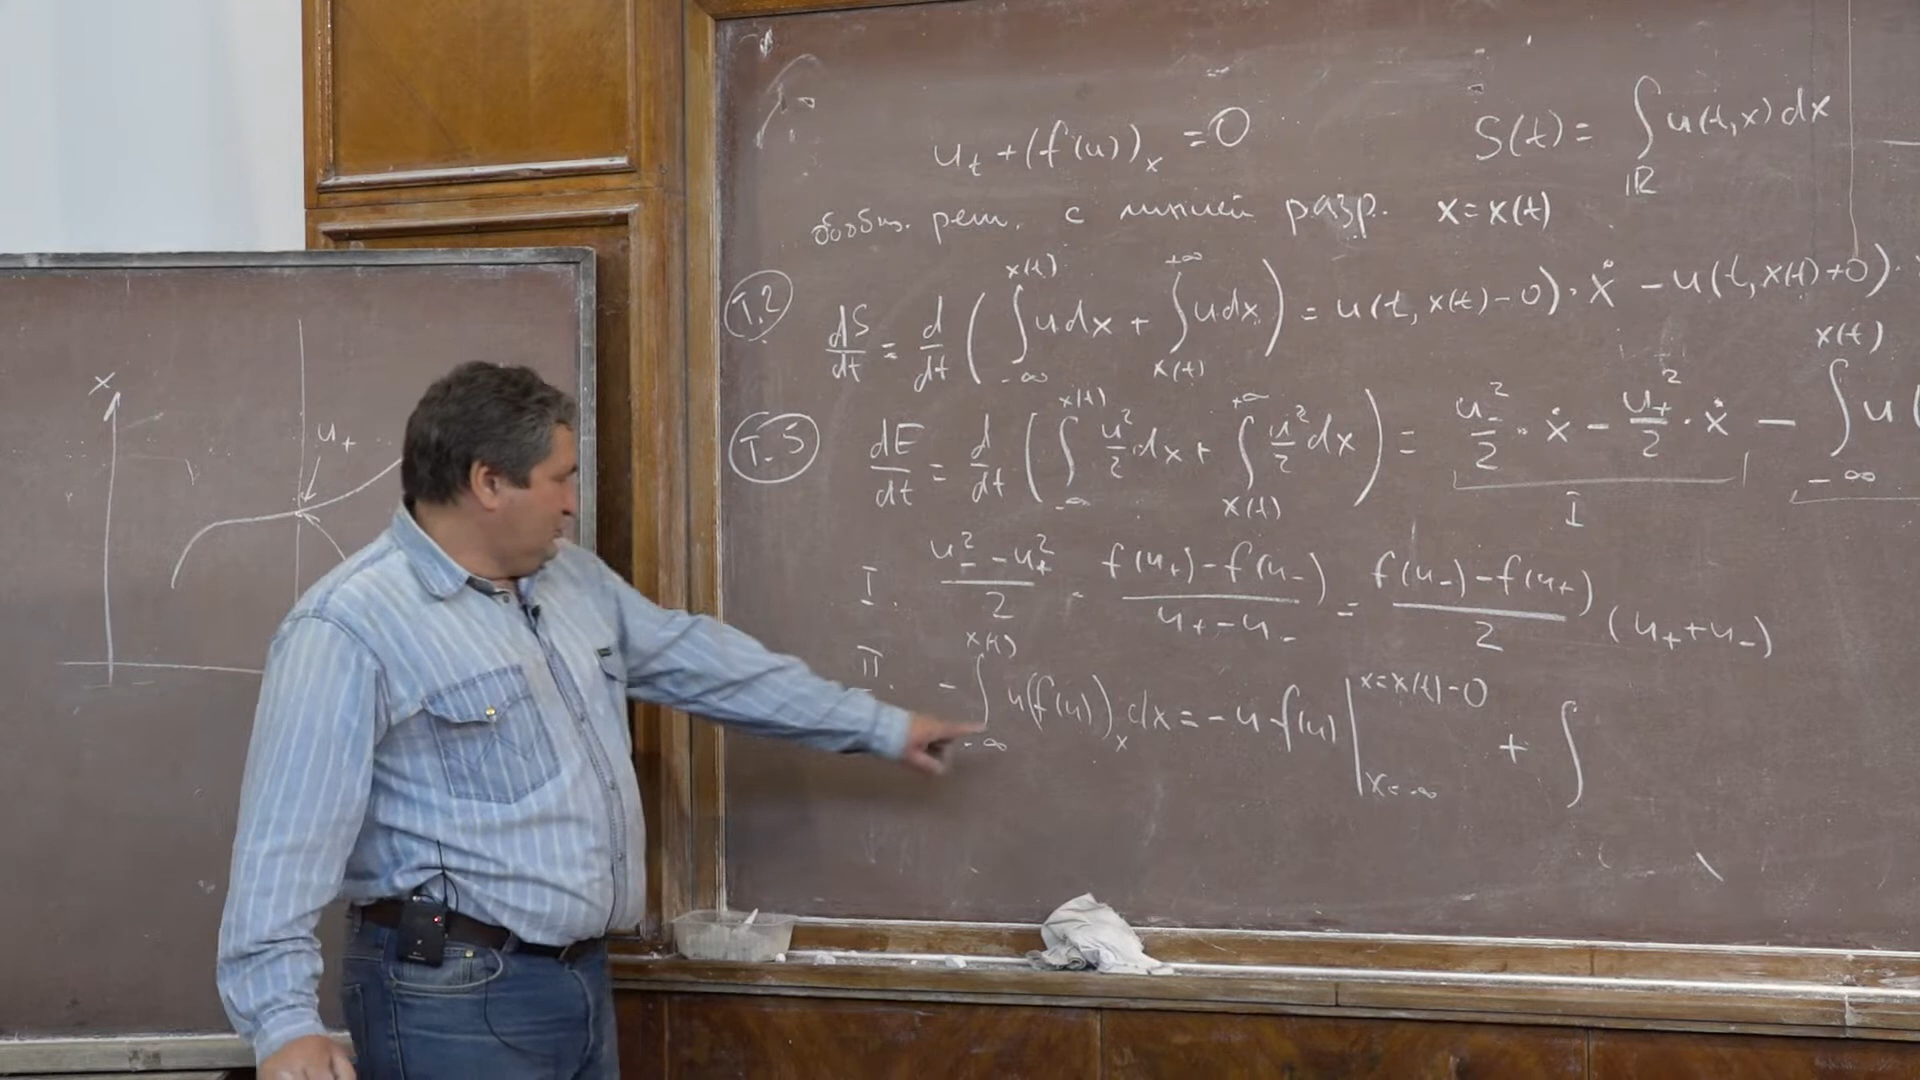 x
u₊
u_t + (f(u))_x = 0
S(t) = ∫_ℝ u(t,x) dx
обобщ. реш. с линией разр. x = x(t)
Т.2 dS/dt = d/dt ( ∫_{-∞}^{x(t)} u dx + ∫_{x(t)}^{+∞} u dx ) = u(t, x(t)-0)·ẋ - u(t, x(t)+0)·
Т.3 dE/dt = d/dt ( ∫_{-∞}^{x(t)} u²/2 dx + ∫_{x(t)}^{+∞} u²/2 dx ) = u₋²/2 · ẋ - u₊²/2 · ẋ - ∫_{-∞}^{x(t)} u(
I
I. (u₋² - u₊²)/2 · (f(u₊) - f(u₋))/(u₊ - u₋) = (f(u₋) - f(u₊))/2 (u₊ + u₋)
II. - ∫_{-∞}^{x(t)} u(f(u))_x dx = -u f(u) |_{x=-∞}^{x=x(t)-0} + ∫